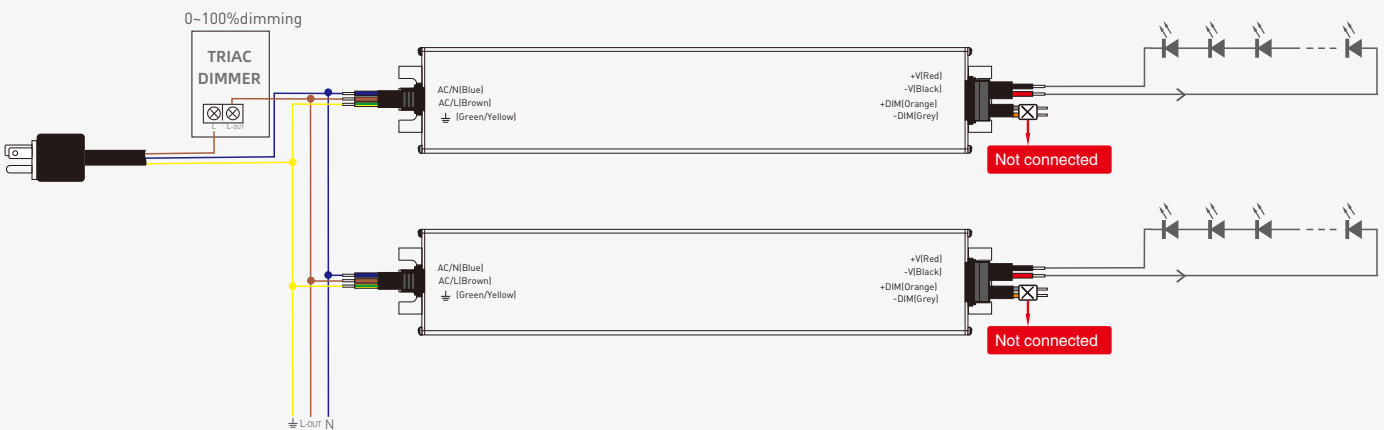 0~100%dimming
TRIAC
DIMMER
L L-OUT
AC/N(Blue)
AC/L(Brown)
(Green/Yellow)
+V(Red)
-V(Black)
+DIM(Orange)
-DIM(Grey)
Not connected
AC/N(Blue)
AC/L(Brown)
(Green/Yellow)
+V(Red)
-V(Black)
+DIM(Orange)
-DIM(Grey)
Not connected
L-OUT N